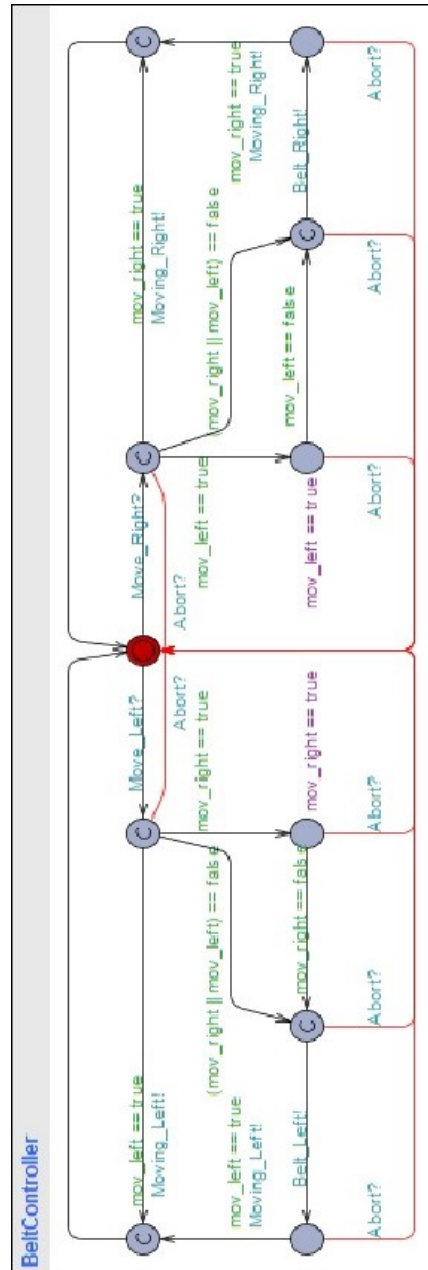 BeltController
mov_left == true
Moving_Left!
C
C
Move_Left?
Move_Right?
C
mov_right == true
Moving_Right!
C
Abort?
Abort?
mov_left == true
Moving_Left!
(mov_right || mov_left) == false
mov_right == true
mov_left == true
(mov_right || mov_left) == false
mov_right == true
Moving_Right!
Belt_Left!
C
mov_right == false
mov_right == true
mov_left == true
mov_left == false
C
Belt_Right!
Abort?
Abort?
Abort?
Abort?
Abort?
Abort?